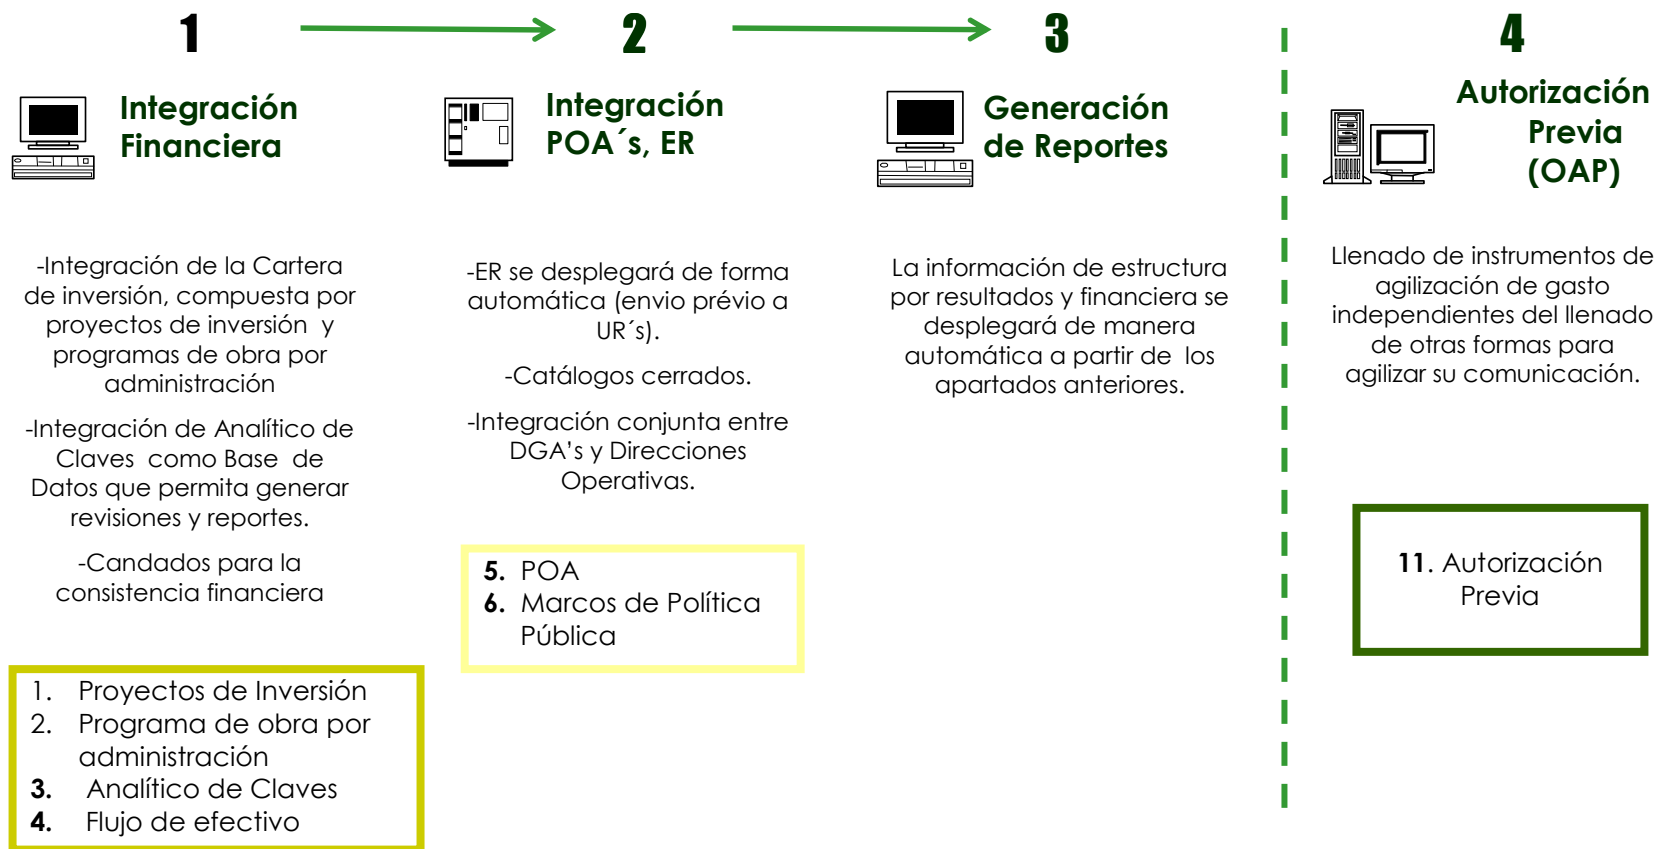 1
Integración
Financiera
-Integración de la Cartera
de inversión, compuesta por
proyectos de inversión y
programas de obra por
administración
-Integración de Analítico de
Claves como Base de
Datos que permita generar
revisiones y reportes.
-Candados para la
consistencia financiera
1. Proyectos de Inversión
2. Programa de obra por
administración
3. Analítico de Claves
4. Flujo de efectivo
2
Integración
POA´s, ER
-ER se desplegará de forma
automática (envio prévio a
UR´s).
-Catálogos cerrados.
-Integración conjunta entre
DGA's y Direcciones
Operativas.
5. POA
6. Marcos de Política
Pública
3
Generación
de Reportes
La información de estructura
por resultados y financiera se
desplegará de manera
automática a partir de los
apartados anteriores.
4
Autorización
Previa
(OAP)
Llenado de instrumentos de
agilización de gasto
independientes del llenado
de otras formas para
agilizar su comunicación.
11. Autorización
Previa